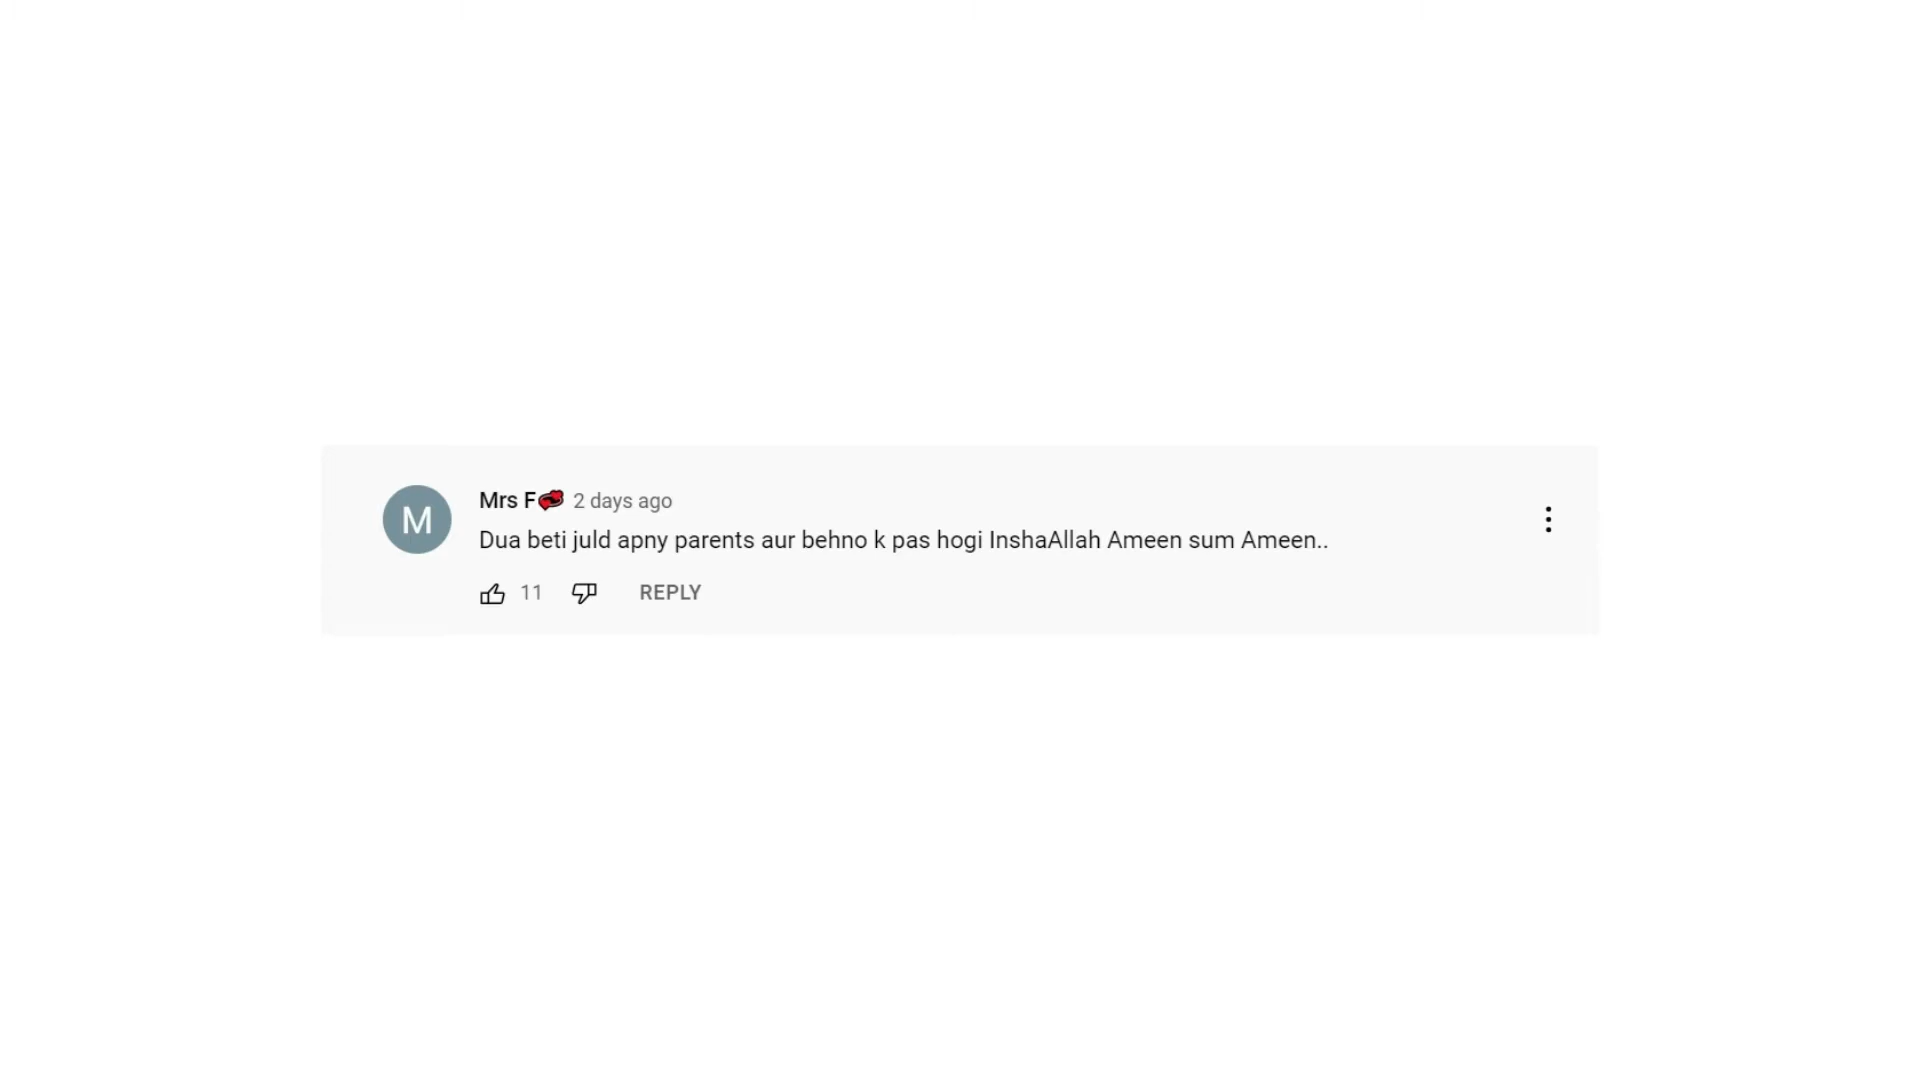 M
Mrs F💞 2 days ago
Dua beti juld apny parents aur behno k pas hogi InshaAllah Ameen sum Ameen..
11 REPLY